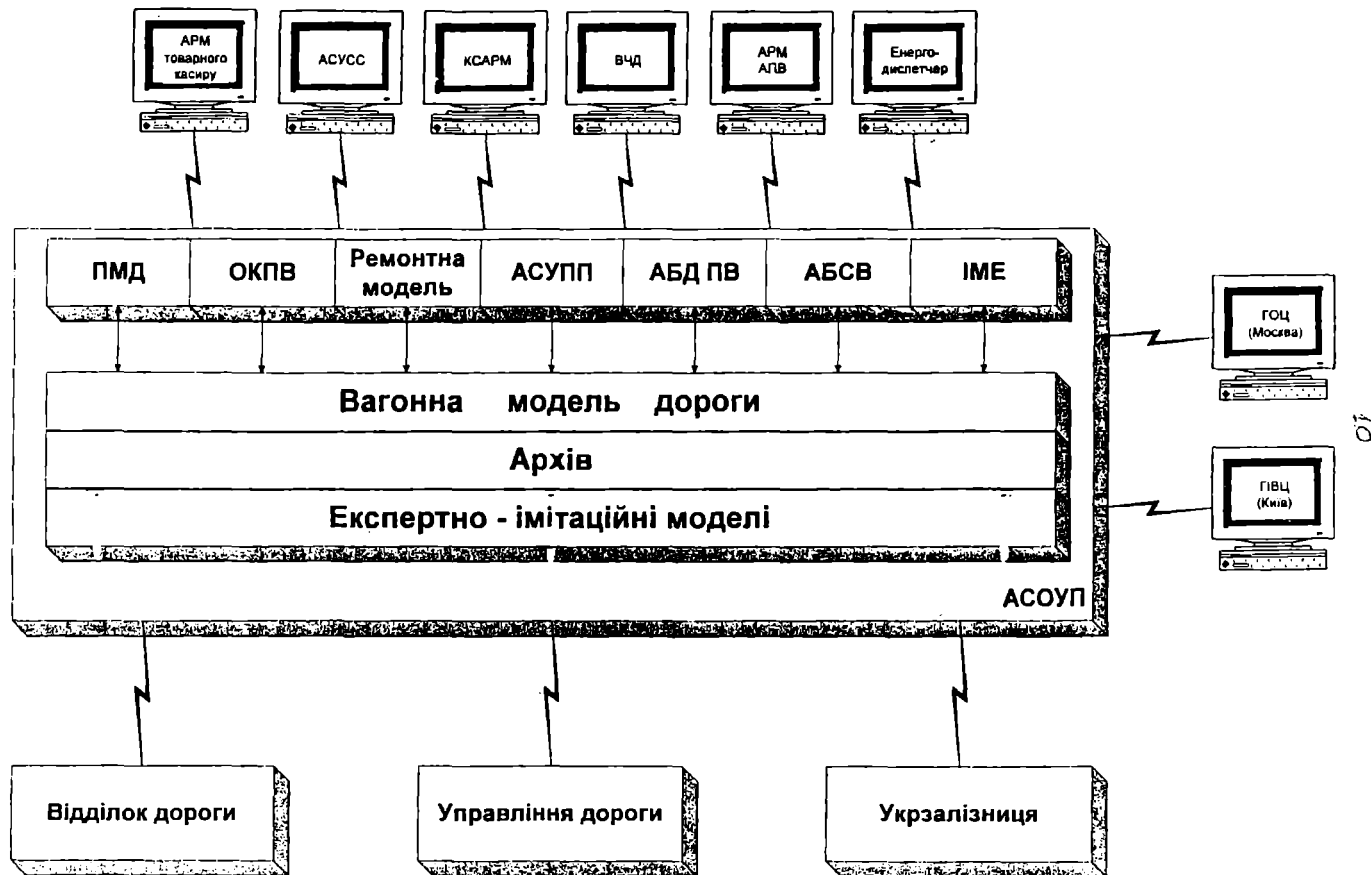 АРМ
товарного
касиру
АСУСС
КСАРМ
ВЧД
АРМ
АПВ
Енерго-
диспетчер
ПМД
ОКПВ
Ремонтна
модель
АСУПП
АБД ПВ
АБСВ
ІМЕ
ГОЦ
(Москва)
Вагонна модель дороги
Архів
ГІВЦ
(Київ)
Експертно - імітаційні моделі
АСОУП
Відділок дороги
Управління дороги
Укрзалізниця